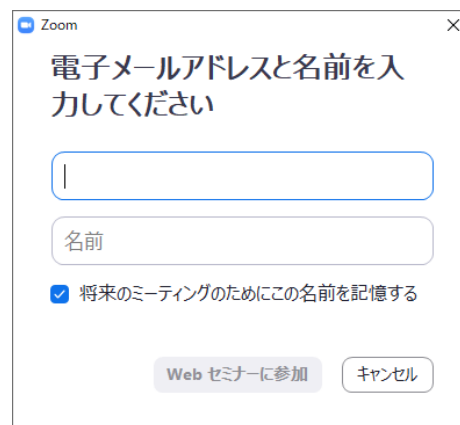 Zoom
電子メールアドレスと名前を入
力してください
名前
将来のミーティングのためにこの名前を記憶する
Web セミナーに参加
キャンセル